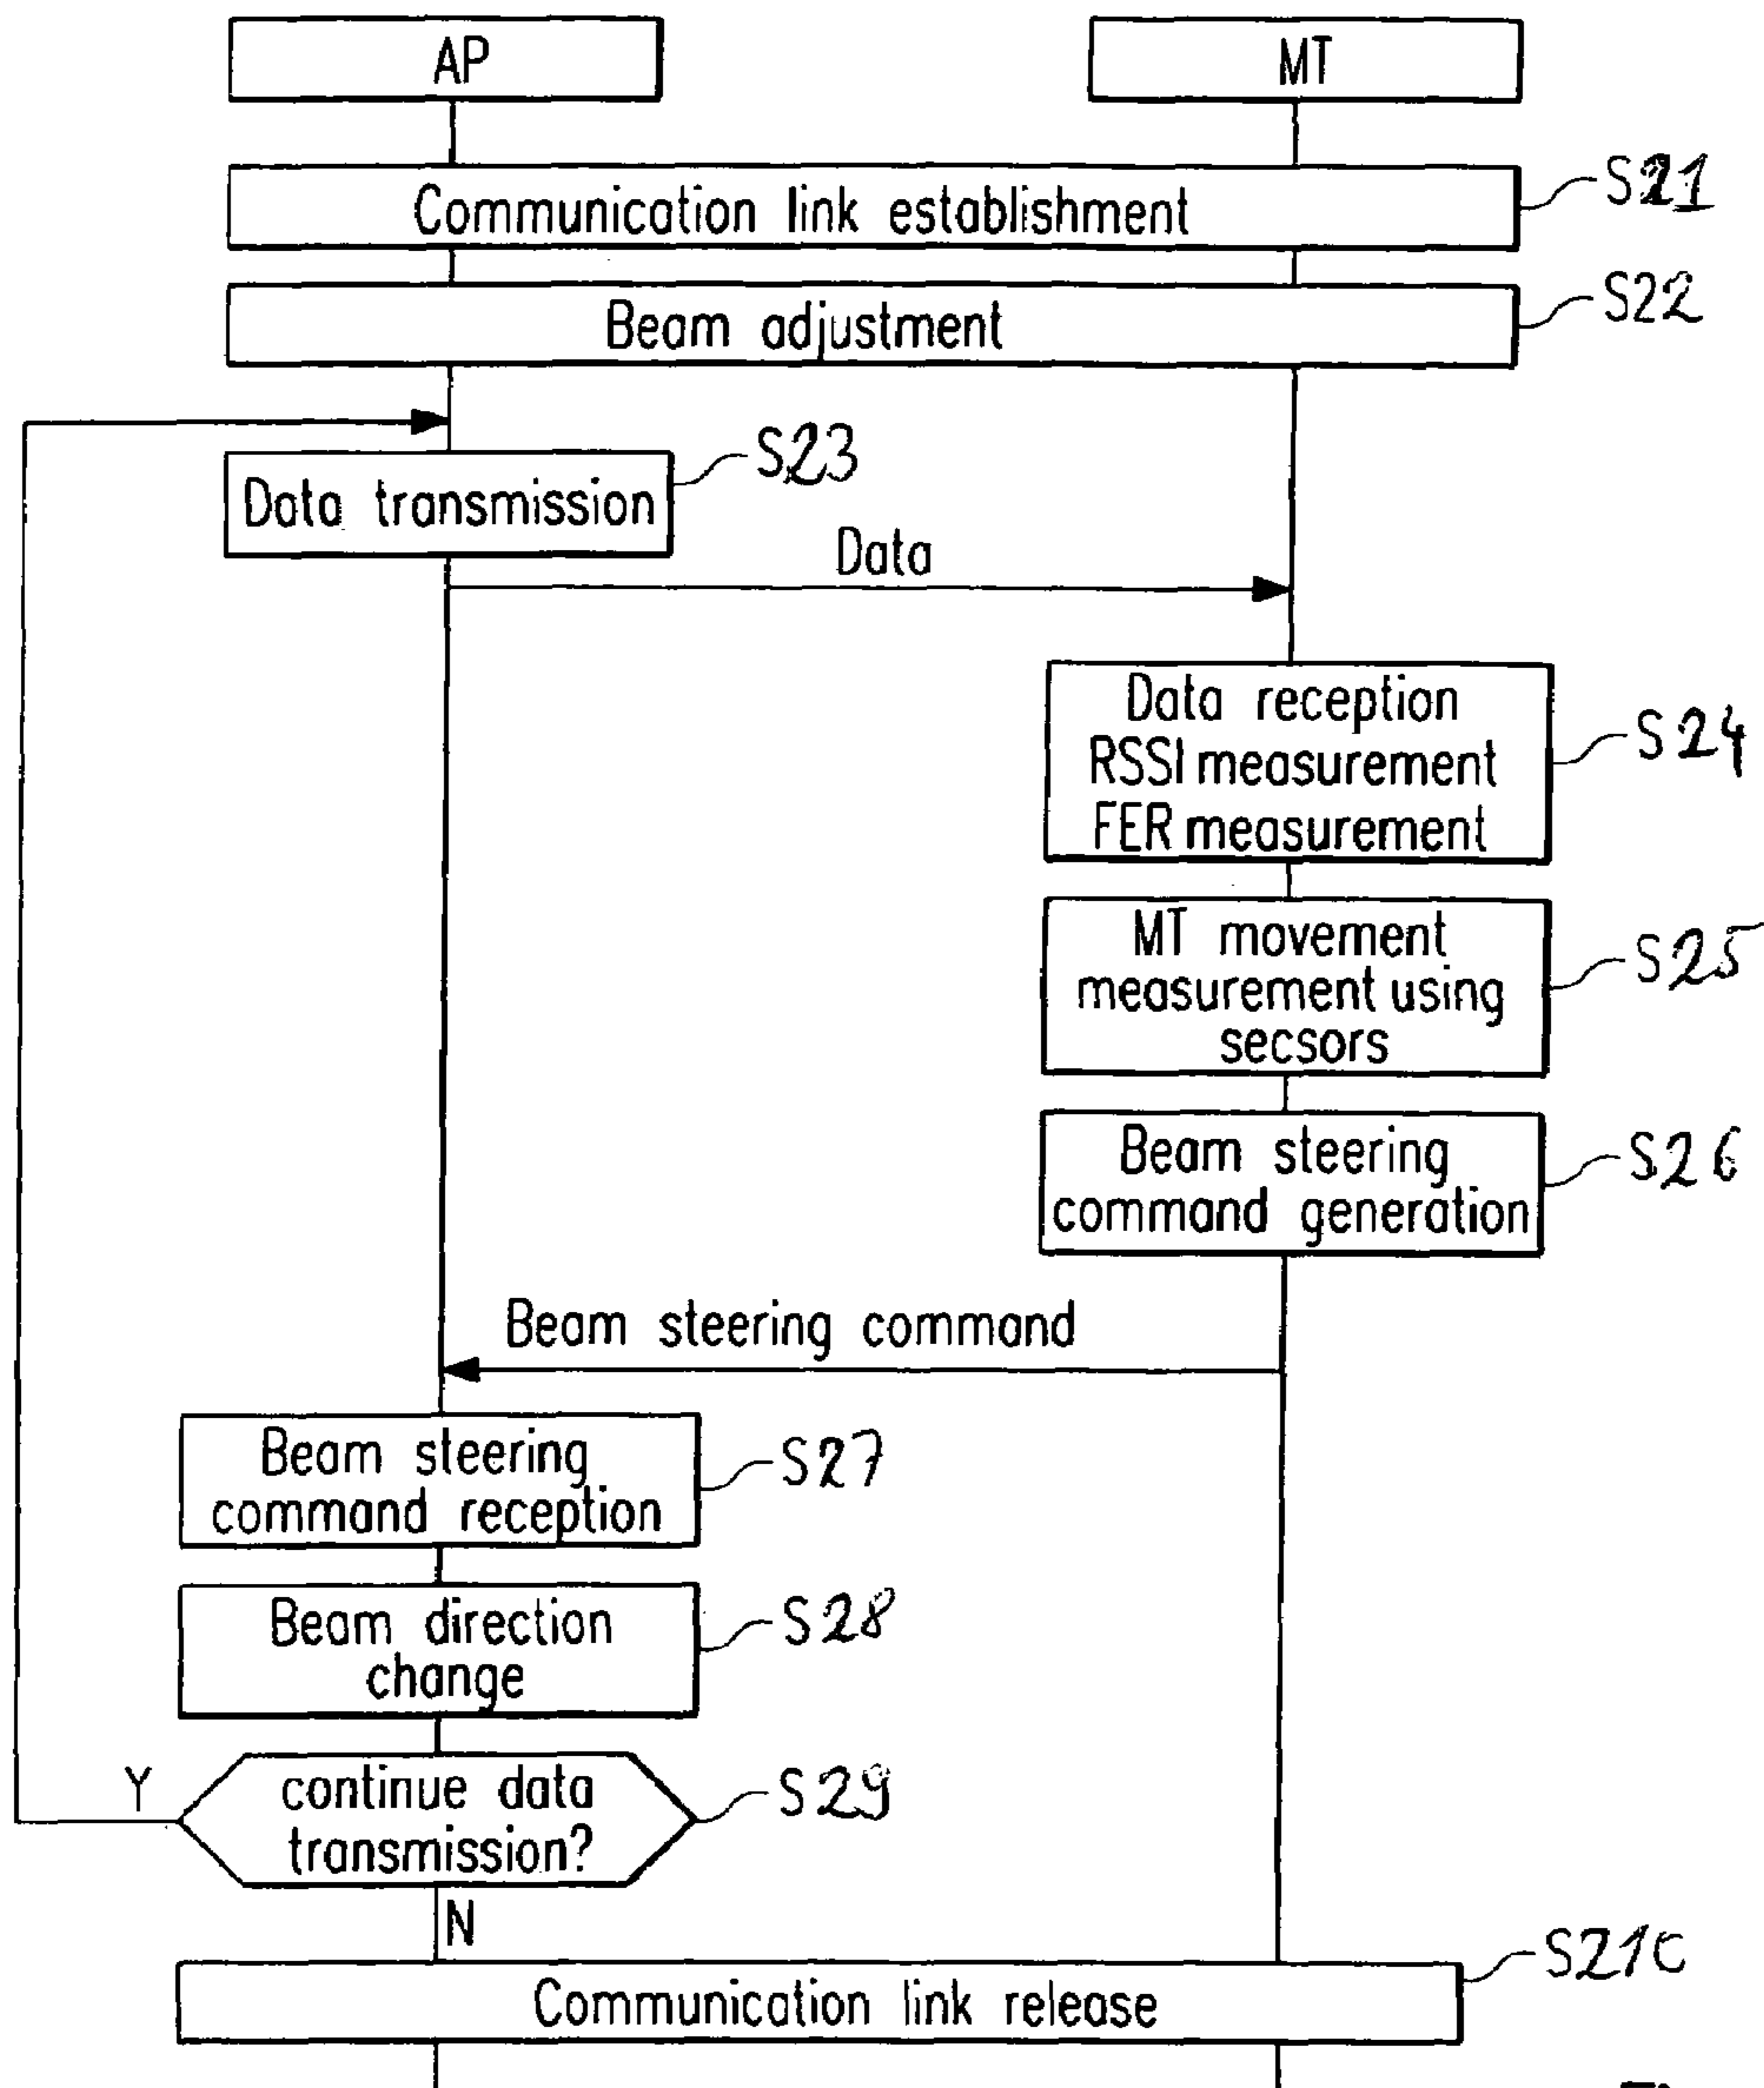 AP
MT
Communication link establishment
S21
Beam adjustment
S22
Data transmission
S23
Data
Data reception
RSSI measurement
FER measurement
S24
MT movement
measurement using
secsors
S25
Beam steering
command generation
S26
Beam steering command
Beam steering
command reception
S27
Beam direction
change
S28
Y
continue data
transmission?
S29
N
Communication link release
S210